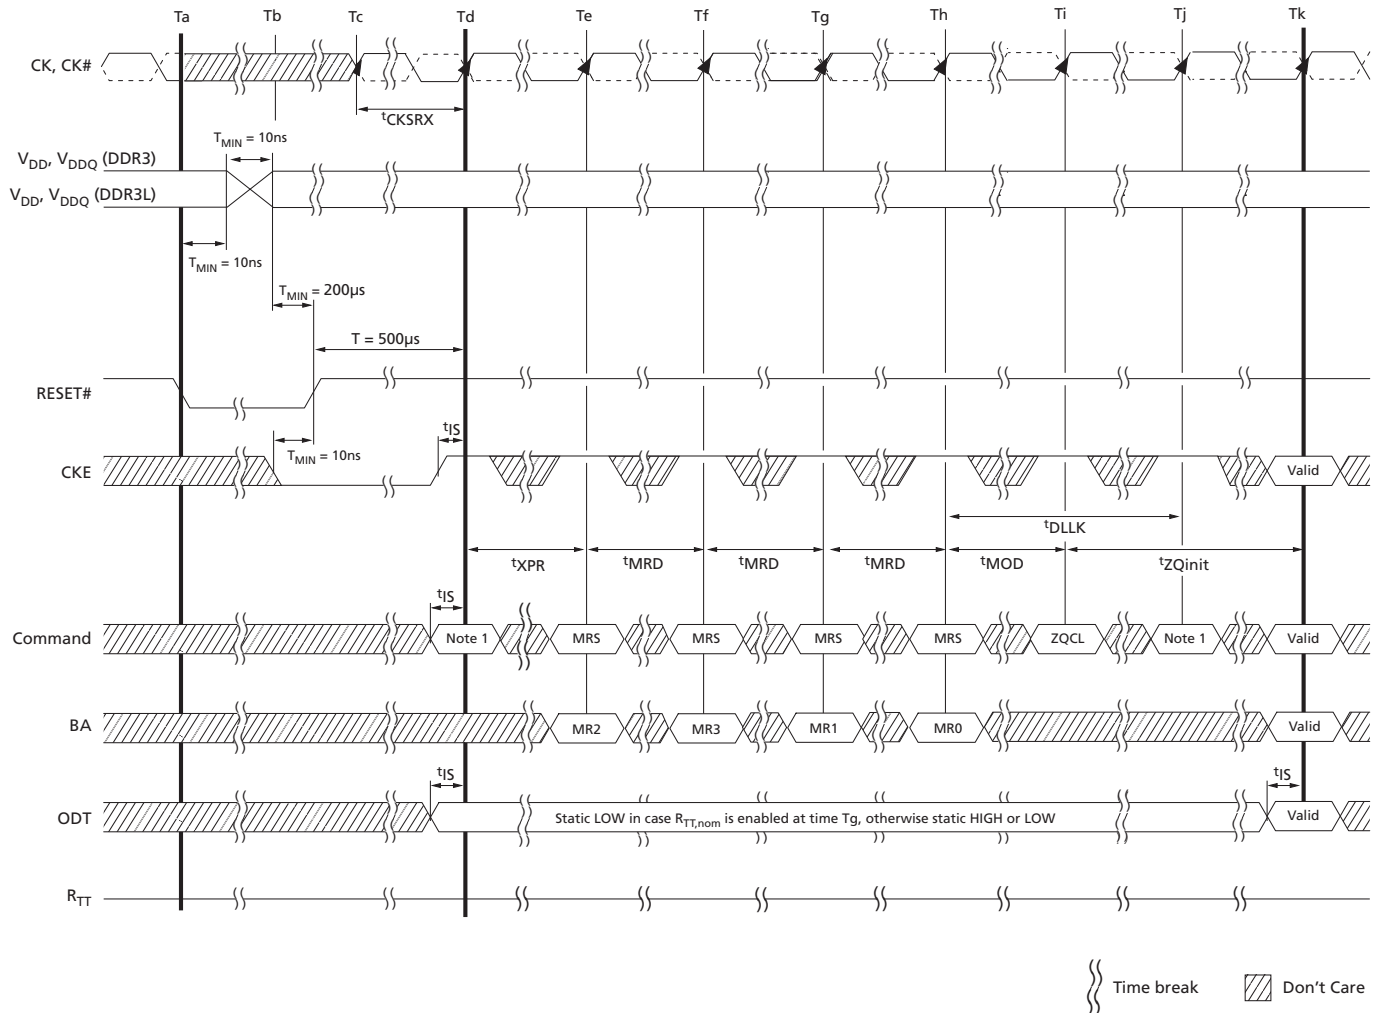 Ta Tb Tc Td Te Tf Tg Th Ti Tj Tk
CK, CK#
tCKSRX
TMIN = 10ns
VDD, VDDQ (DDR3)
VDD, VDDQ (DDR3L)
TMIN = 10ns
TMIN = 200µs
T = 500µs
RESET#
tIS
TMIN = 10ns
CKE
Valid
tDLLK
tXPR tMRD tMRD tMRD tMOD tZQinit
tIS
Command Note 1 MRS MRS MRS MRS ZQCL Note 1 Valid
BA MR2 MR3 MR1 MR0 Valid
tIS tIS
ODT Static LOW in case RTT,nom is enabled at time Tg, otherwise static HIGH or LOW Valid
RTT
Time break Don't Care